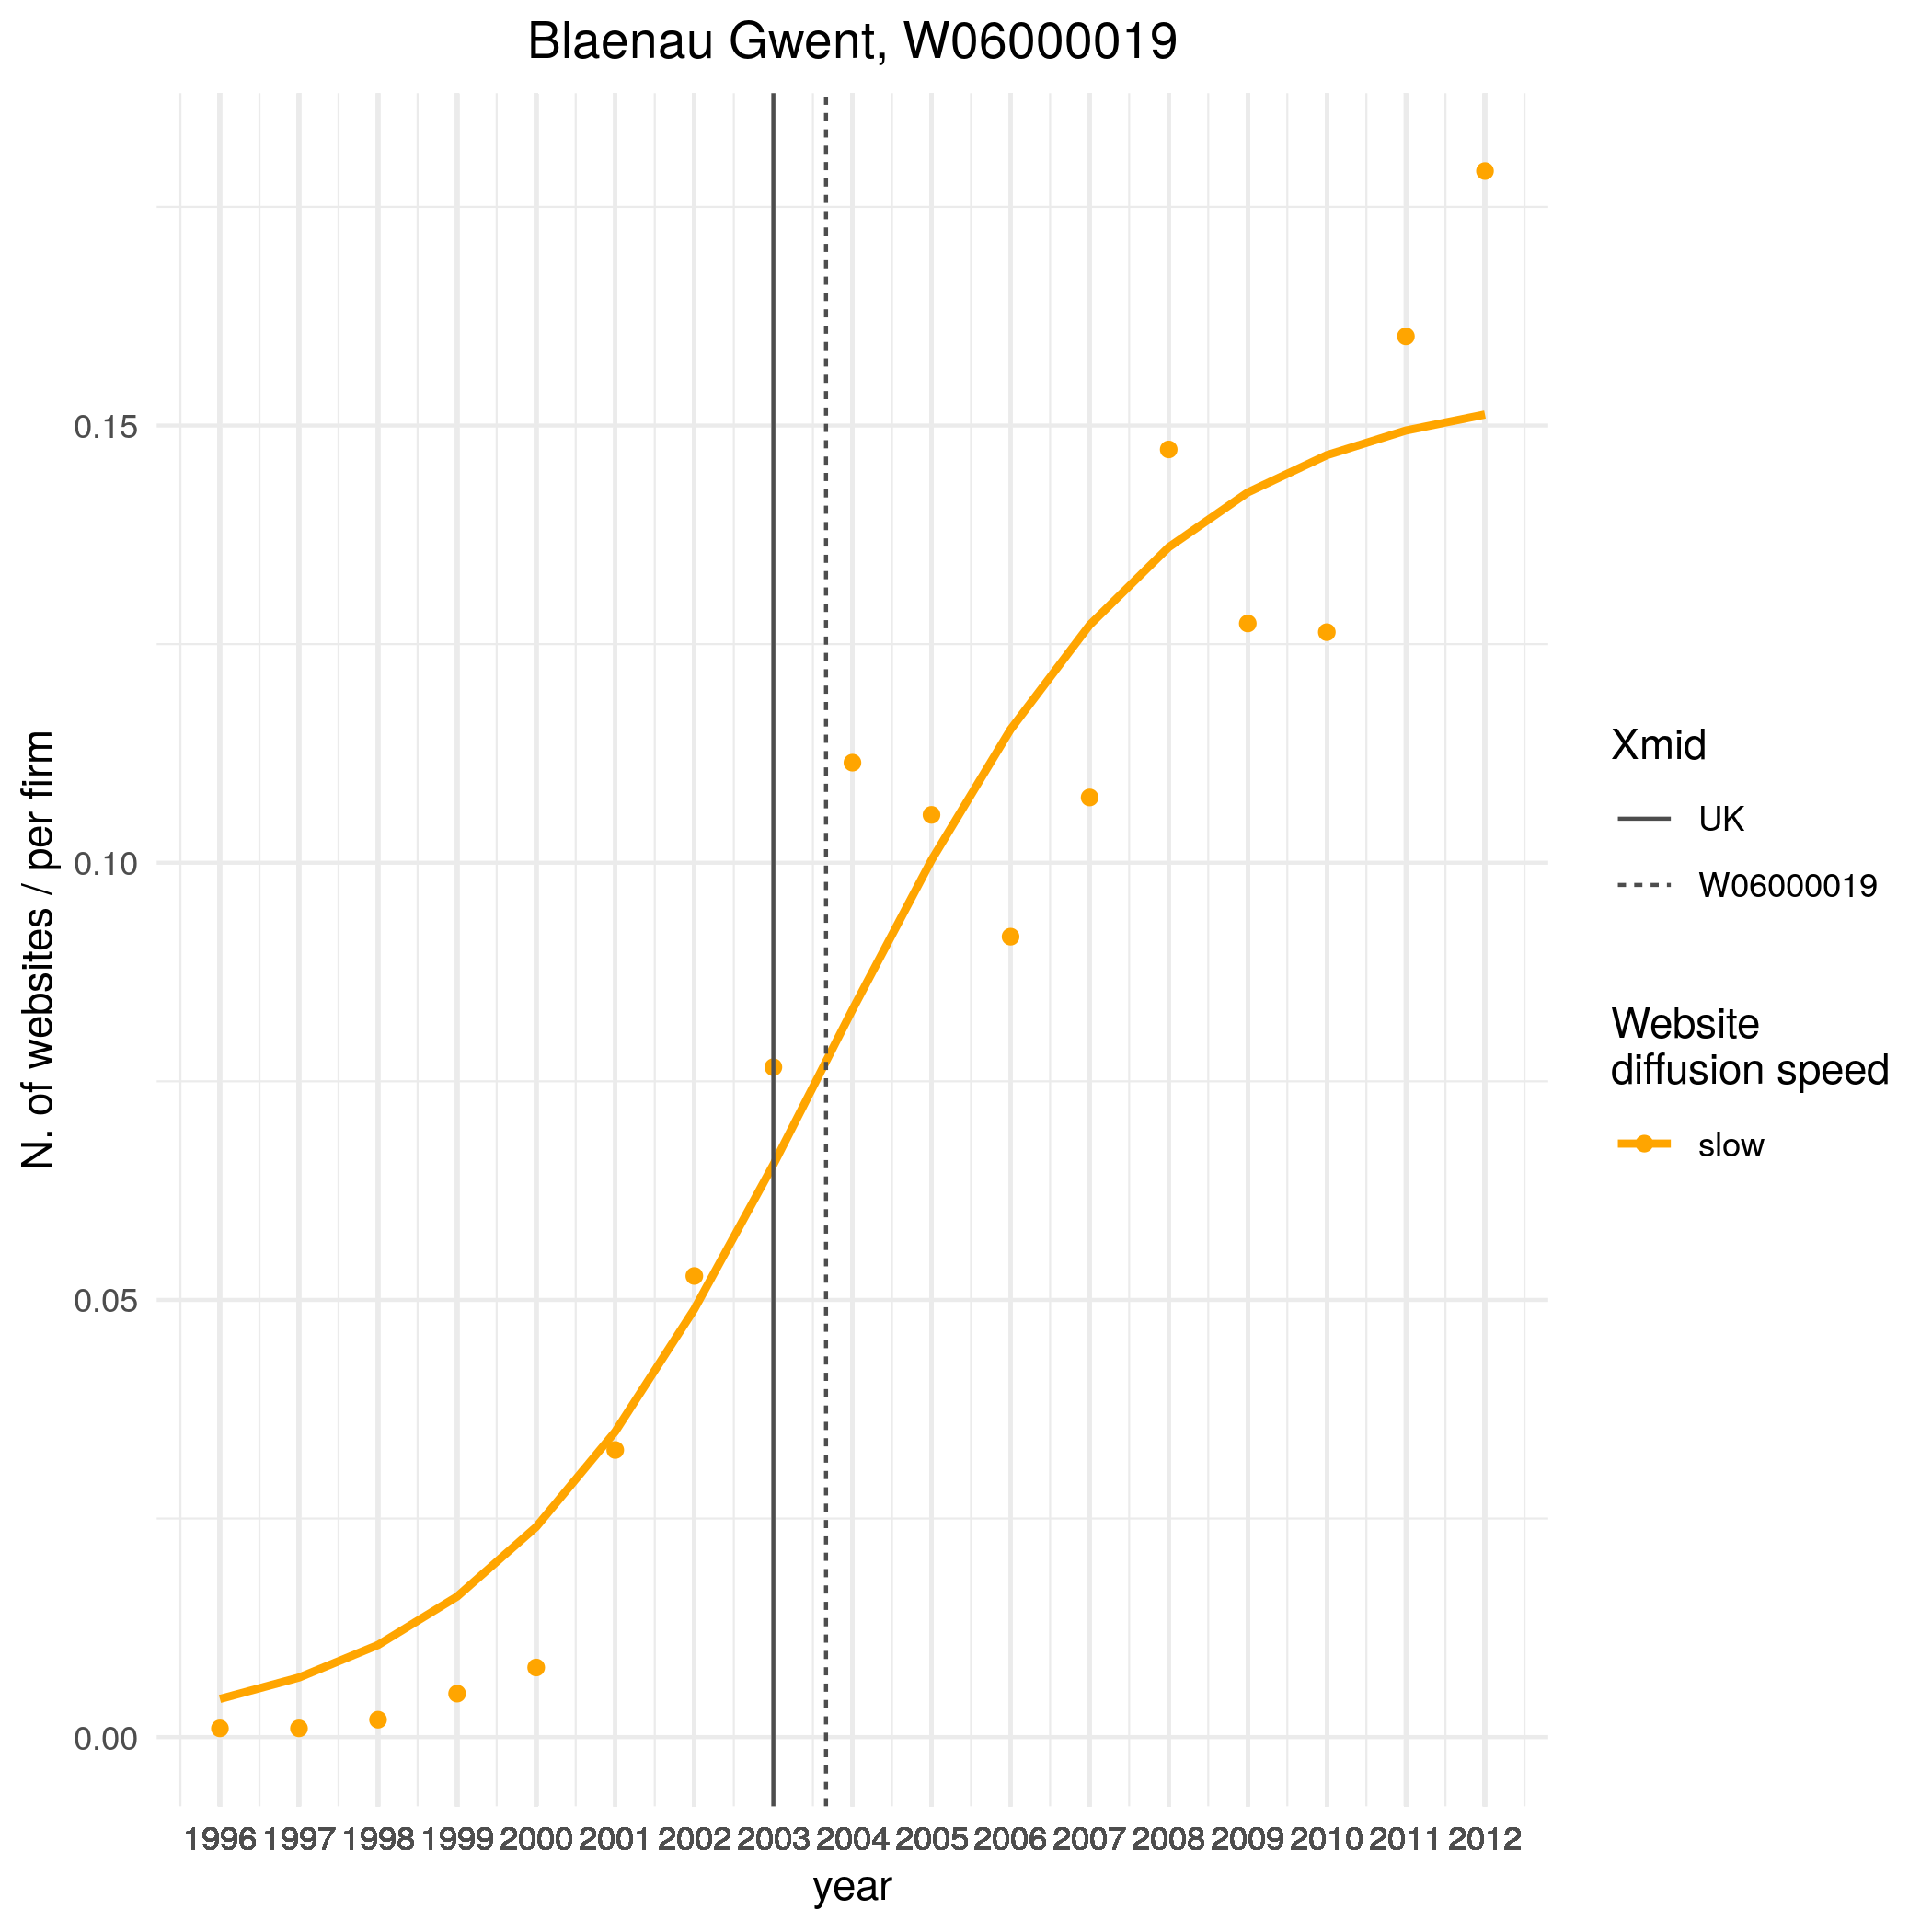 Blaenau Gwent, W06000019
N. of websites / per firm
0.15
0.10
0.05
0.00
1996 1997 1998 1999 2000 2001 2002 2003 2004 2005 2006 2007 2008 2009 2010 2011 2012
year
Xmid
UK
W06000019
Website
diffusion speed
slow